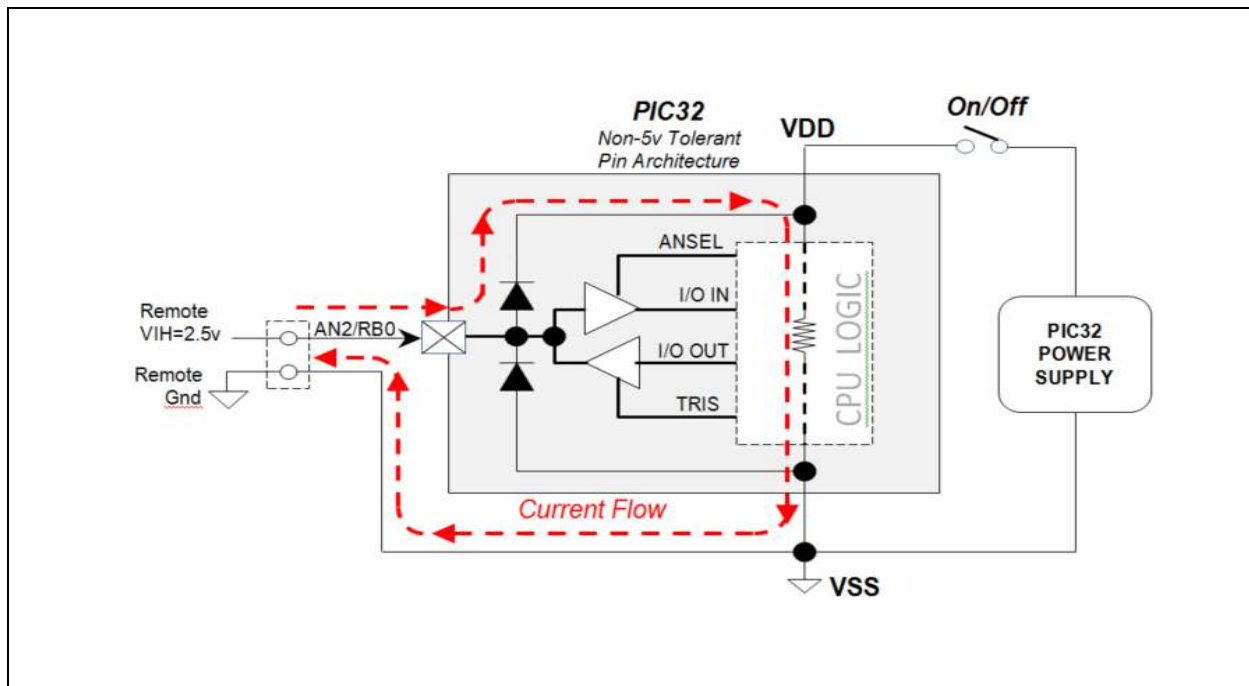 PIC32
Non-5v Tolerant
Pin Architecture
VDD
On/Off
ANSEL
I/O IN
I/O OUT
TRIS
CPU LOGIC
Remote
VIH=2.5v
AN2/RB0
Remote
Gnd
PIC32
POWER
SUPPLY
Current Flow
VSS